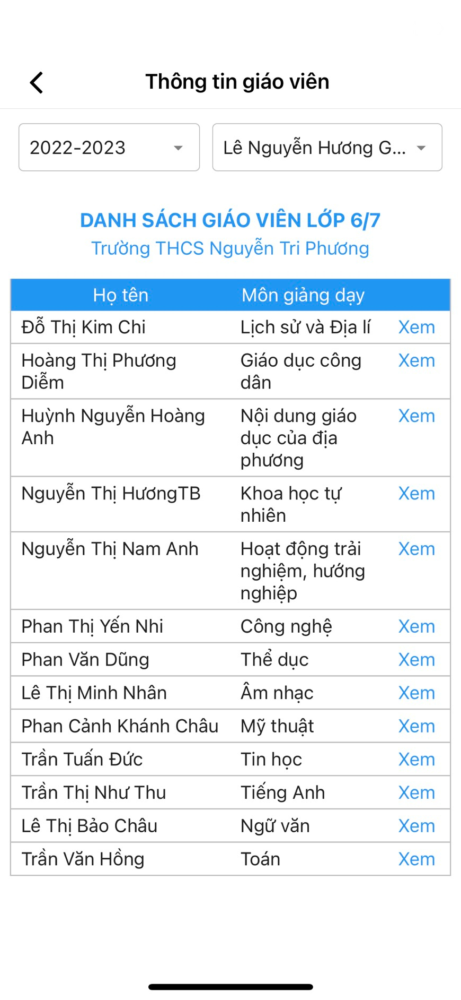 Thông tin giáo viên
2022-2023
Lê Nguyễn Hương G...
DANH SÁCH GIÁO VIÊN LỚP 6/7
Trường THCS Nguyễn Tri Phương
Họ tên Môn giảng dạy
Đỗ Thị Kim Chi Lịch sử và Địa lí Xem
Hoàng Thị Phương Giáo dục công Xem
Diễm dân
Huỳnh Nguyễn Hoàng Nội dung giáo Xem
Anh dục của địa
phương
Nguyễn Thị HươngTB Khoa học tự Xem
nhiên
Nguyễn Thị Nam Anh Hoạt động trải Xem
nghiệm, hướng
nghiệp
Phan Thị Yến Nhi Công nghệ Xem
Phan Văn Dũng Thể dục Xem
Lê Thị Minh Nhân Âm nhạc Xem
Phan Cảnh Khánh Châu Mỹ thuật Xem
Trần Tuấn Đức Tin học Xem
Trần Thị Như Thu Tiếng Anh Xem
Lê Thị Bảo Châu Ngữ văn Xem
Trần Văn Hồng Toán Xem